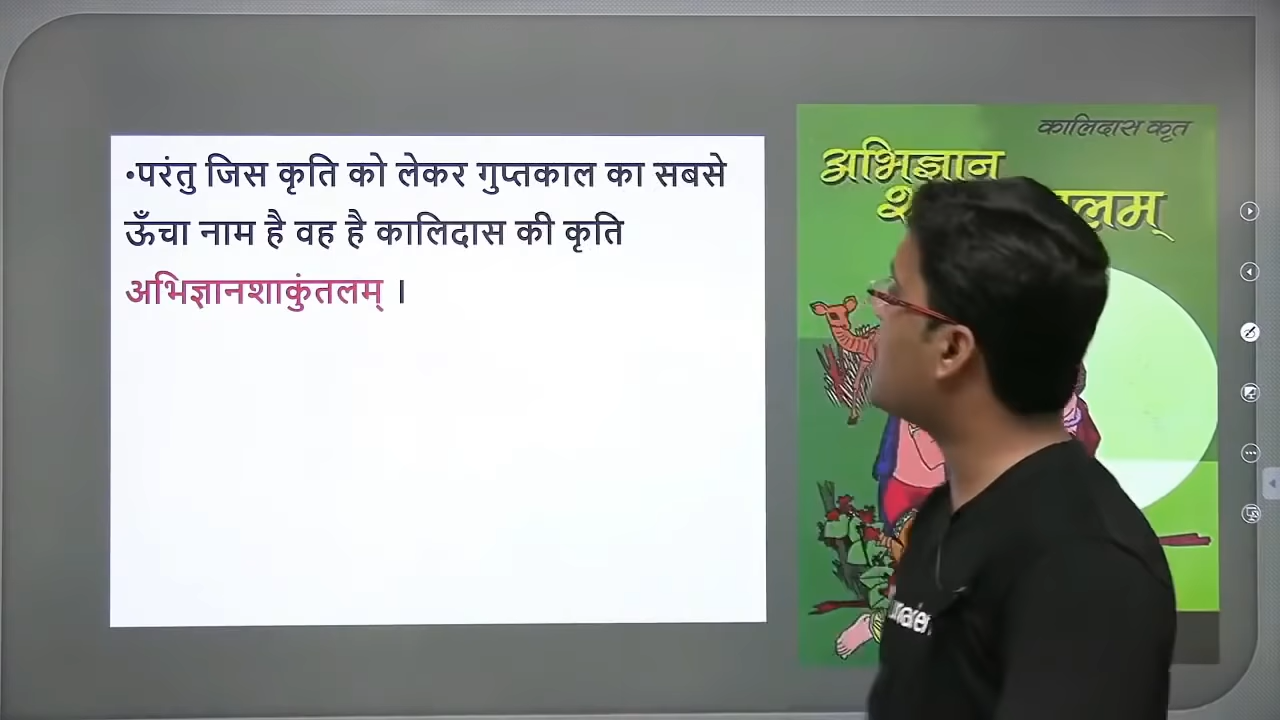 •परंतु जिस कृति को लेकर गुप्तकाल का सबसे
ऊँचा नाम है वह है कालिदास की कृति
अभिज्ञानशाकुंतलम् ।
कालिदास कृत
अभिज्ञान